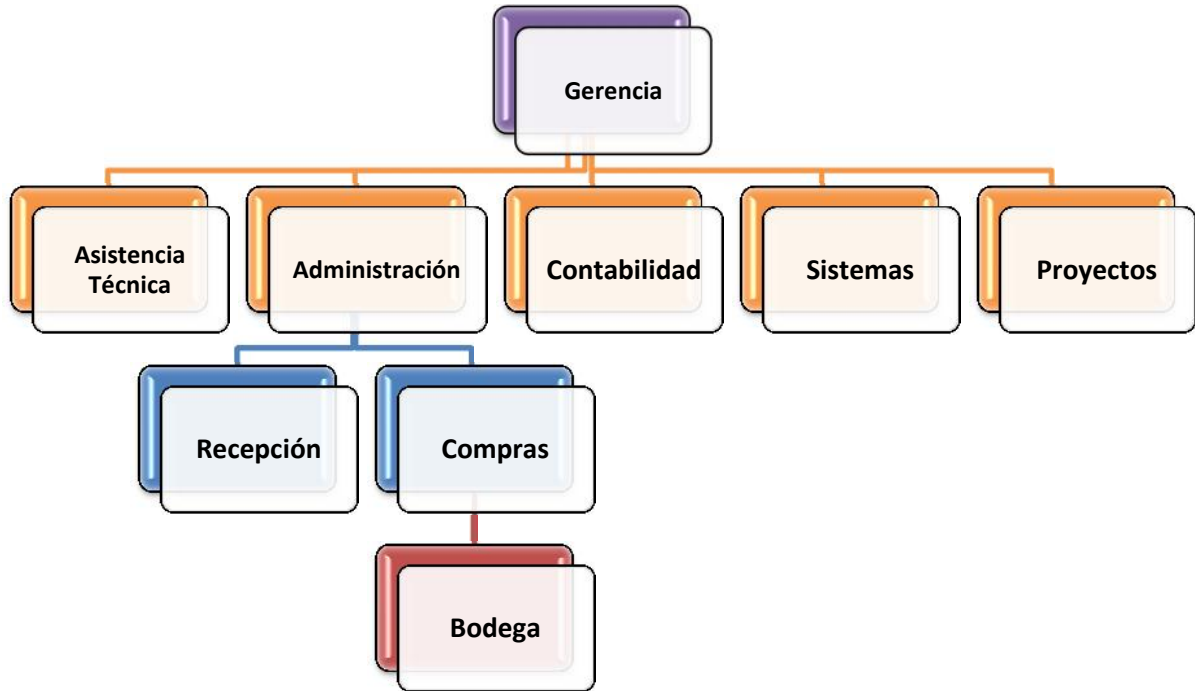 Gerencia
Asistencia
Técnica
Administración
Contabilidad
Sistemas
Proyectos
Recepción
Compras
Bodega